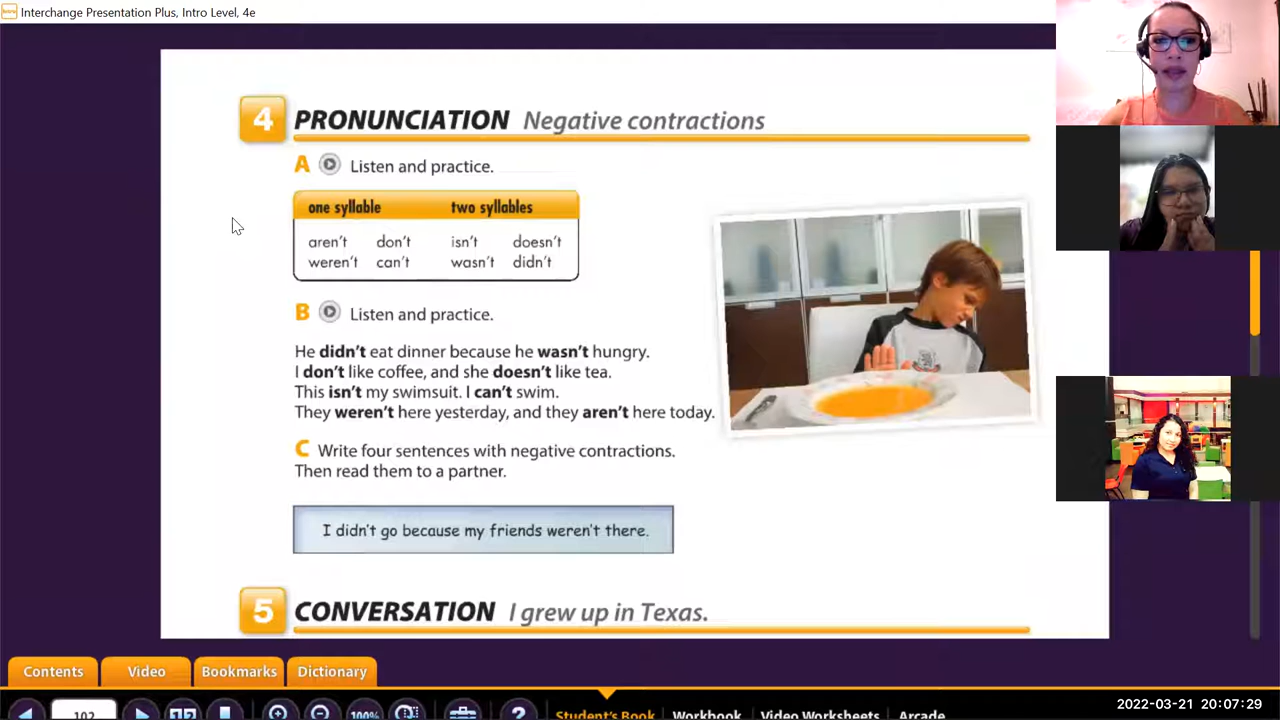 Interchange Presentation Plus, Intro Level, 4e
4 PRONUNCIATION Negative contractions
A Listen and practice.
one syllable two syllables
aren't don't isn't doesn't
weren't can't wasn't didn't
B Listen and practice.
He didn't eat dinner because he wasn't hungry.
I don't like coffee, and she doesn't like tea.
This isn't my swimsuit. I can't swim.
They weren't here yesterday, and they aren't here today.
C Write four sentences with negative contractions.
Then read them to a partner.
I didn't go because my friends weren't there.
5 CONVERSATION I grew up in Texas.
Contents Video Bookmarks Dictionary
102 100% ? Student's Book Workbook Video Worksheets Arcade
2022-03-21 20:07:29